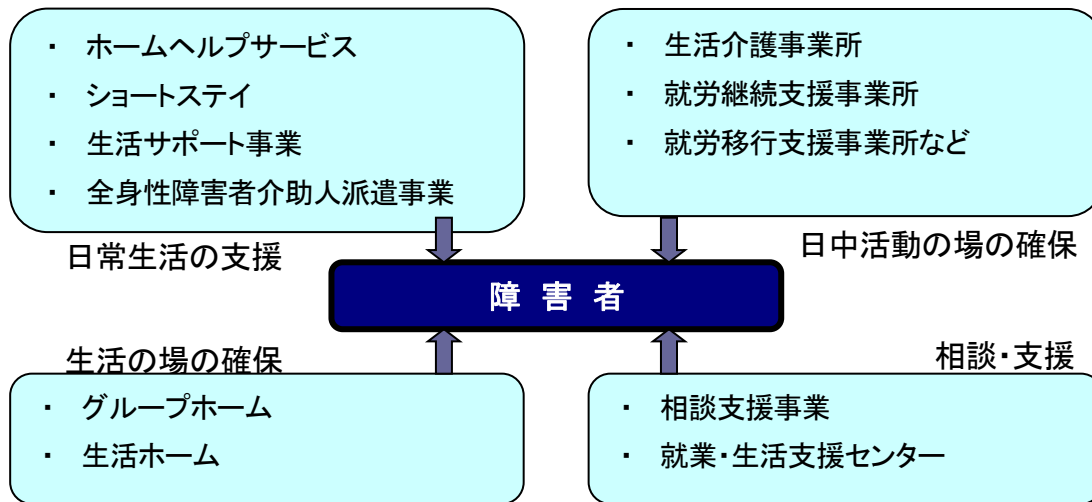 ・ ホームヘルプサービス
・ ショートステイ
・ 生活サポート事業
・ 全身性障害者介助人派遣事業
日常生活の支援
・ 生活介護事業所
・ 就労継続支援事業所
・ 就労移行支援事業所など
日中活動の場の確保
障 害 者
生活の場の確保
・ グループホーム
・ 生活ホーム
相談・支援
・ 相談支援事業
・ 就業・生活支援センター